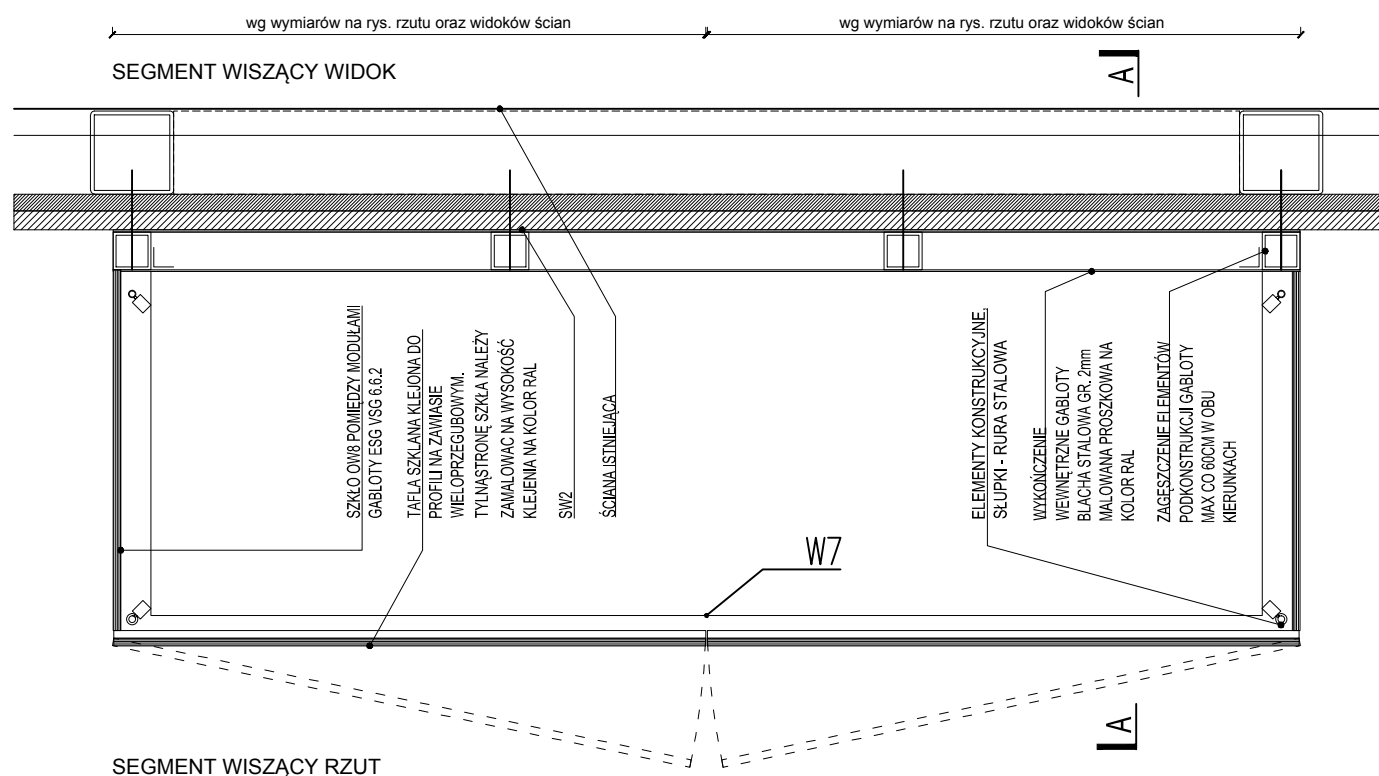 wg wymiarów na rys. rzutu oraz widoków ścian
wg wymiarów na rys. rzutu oraz widoków ścian
SEGMENT WISZĄCY WIDOK
A
SZKŁO OW8 POMIĘDZY MODUŁAMI
GABLOTY ESG VSG 6.6.2
TAFLA SZKLANA KLEJONA DO
PROFILI NA ZAWIASIE
WIELOPRZEGUBOWYM.
TYLNĄSTRONĘ SZKŁA NALEŻY
ZAMALOWAC NA WYSOKOŚĆ
KLEJENIA NA KOLOR RAL
SW2
ŚCIANA ISTNIEJĄCA
ELEMENTY KONSTRUKCYJNE,
SŁUPKI - RURA STALOWA
WYKOŃCZENIE
WEWNĘTRZNE GABLOTY
BLACHA STALOWA GR. 2mm
MALOWANA PROSZKOWA NA
KOLOR RAL
ZAGĘSZCZENIE ELEMENTÓW
PODKONSTRUKCJI GABLOTY
MAX CO 60CM W OBU
KIERUNKACH
W7
A
SEGMENT WISZĄCY RZUT